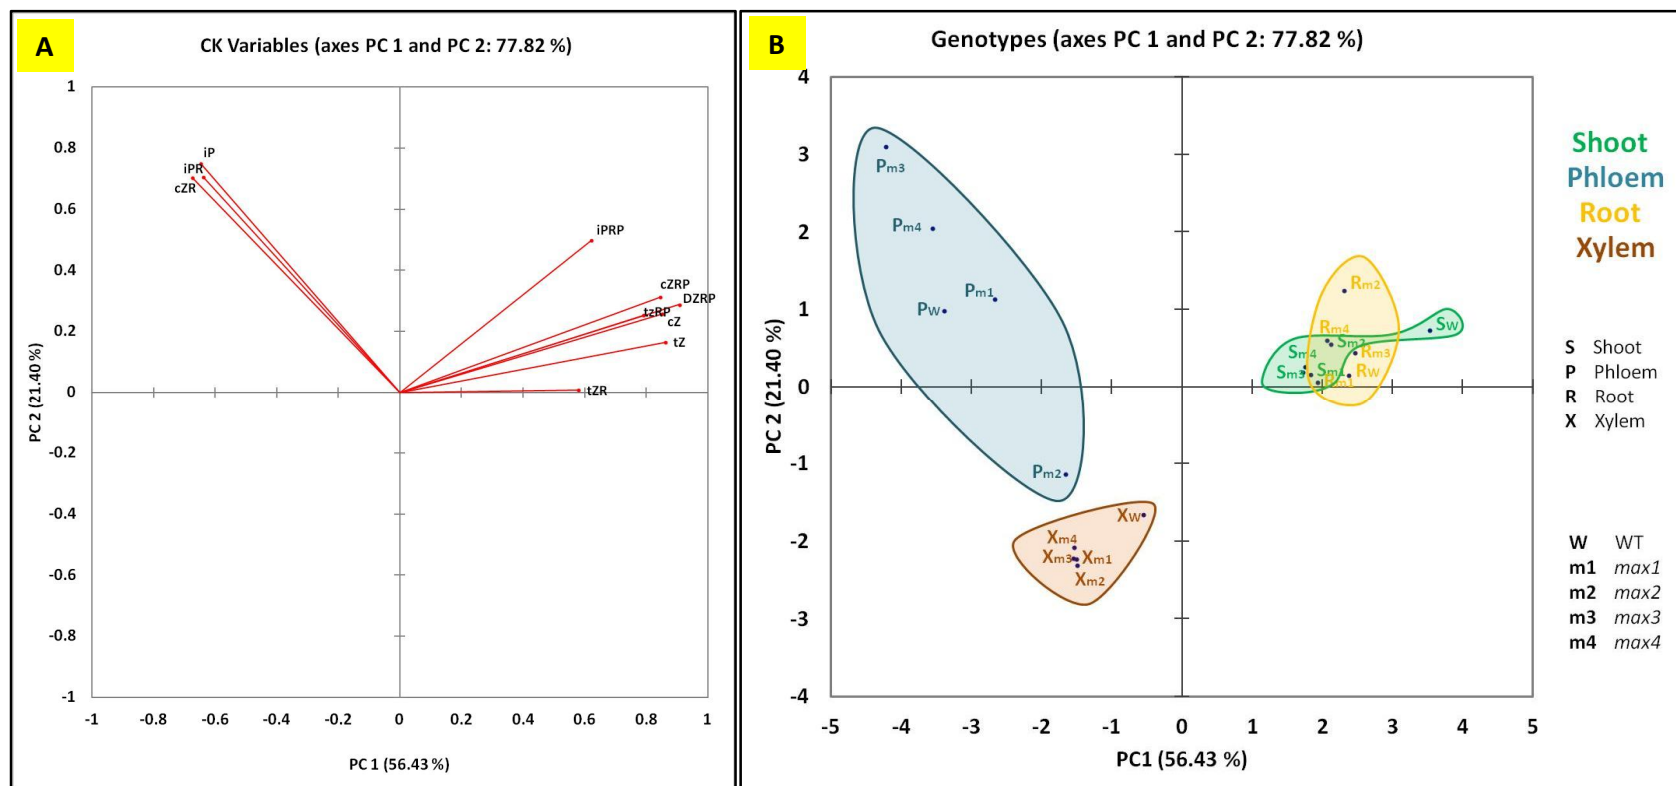 A
CK Variables (axes PC 1 and PC 2: 77.82 %)
1
0.8
0.6
0.4
0.2
0
-0.2
-0.4
-0.6
-0.8
-1
-1
-0.8
-0.6
-0.4
-0.2
0
0.2
0.4
0.6
0.8
1
PC 2 (21.40 %)
PC 1 (56.43 %)
iP
iPR
cZR
iPRP
cZRP
DZRP
tzRP
cZ
tZ
tZR
B
Genotypes (axes PC 1 and PC 2: 77.82 %)
4
3
2
1
0
-1
-2
-3
-4
-5
-4
-3
-2
-1
0
1
2
3
4
5
PC 2 (21.40 %)
PC1 (56.43 %)
Pm3
Pm4
Pm1
PW
Pm2
XW
Xm4
Xm3
Xm1
Xm2
Rm2
SW
Rm4
Sm2
Sm4
Rm3
Sm3
Sm1
RW
Rm1
Shoot
Phloem
Root
Xylem
S Shoot
P Phloem
R Root
X Xylem
W WT
m1 max1
m2 max2
m3 max3
m4 max4